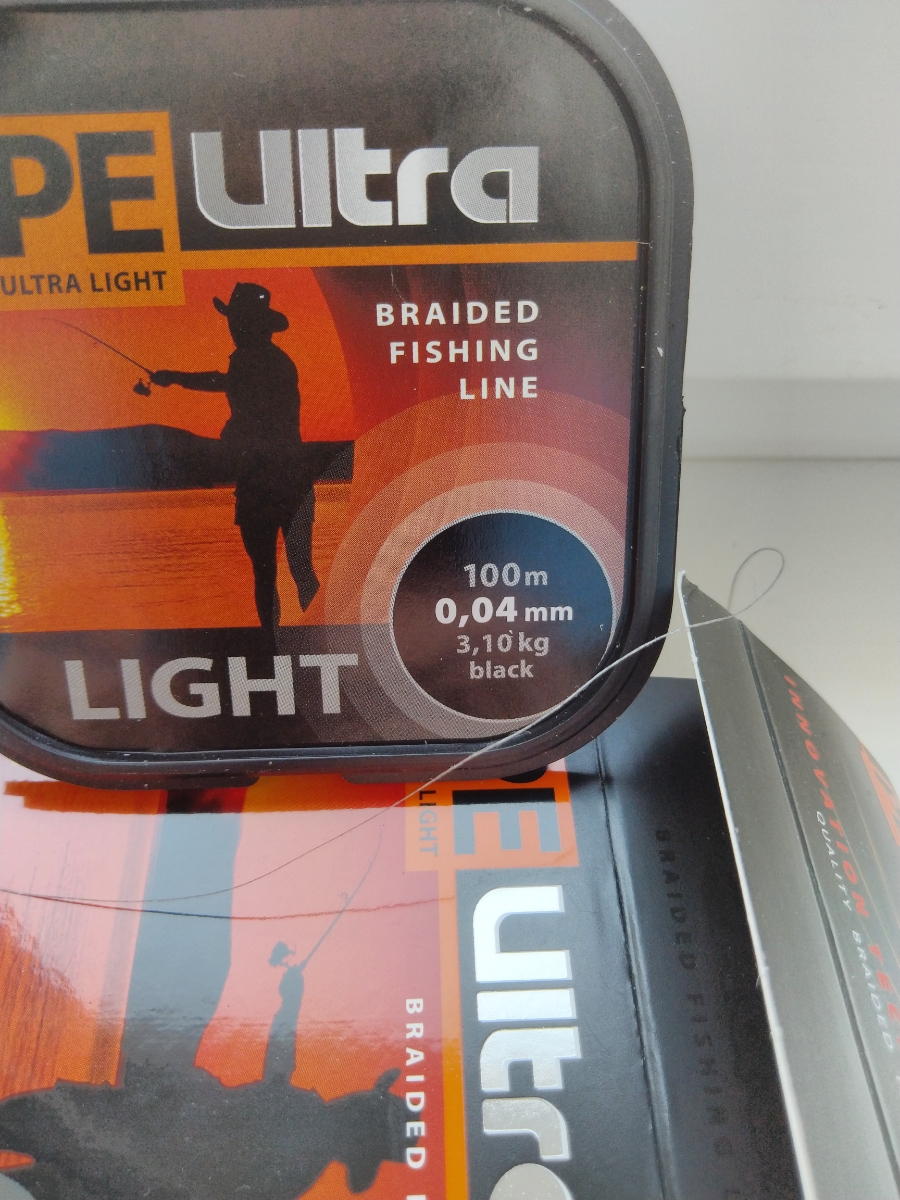 PE Ultra
ULTRA LIGHT
BRAIDED
FISHING
LINE
100m
0,04 mm
3,10 kg
black
LIGHT
PE
LIGHT
Ultra
BRAIDED
BRAIDED FISHING
INNOVATION
QUALITY BRAIDED